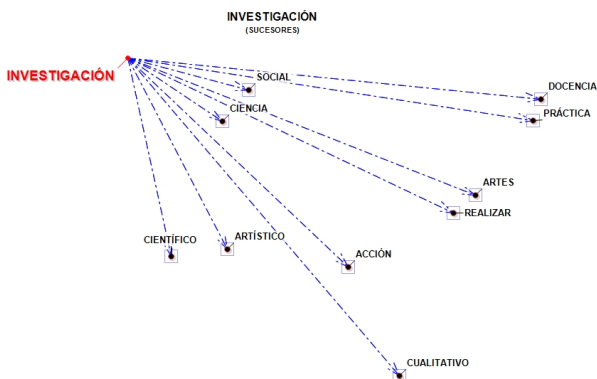 INVESTIGACIÓN
(SUCESORES)
INVESTIGACIÓN
SOCIAL
DOCENCIA
CIENCIA
PRÁCTICA
ARTES
REALIZAR
CIENTÍFICO
ARTÍSTICO
ACCIÓN
CUALITATIVO